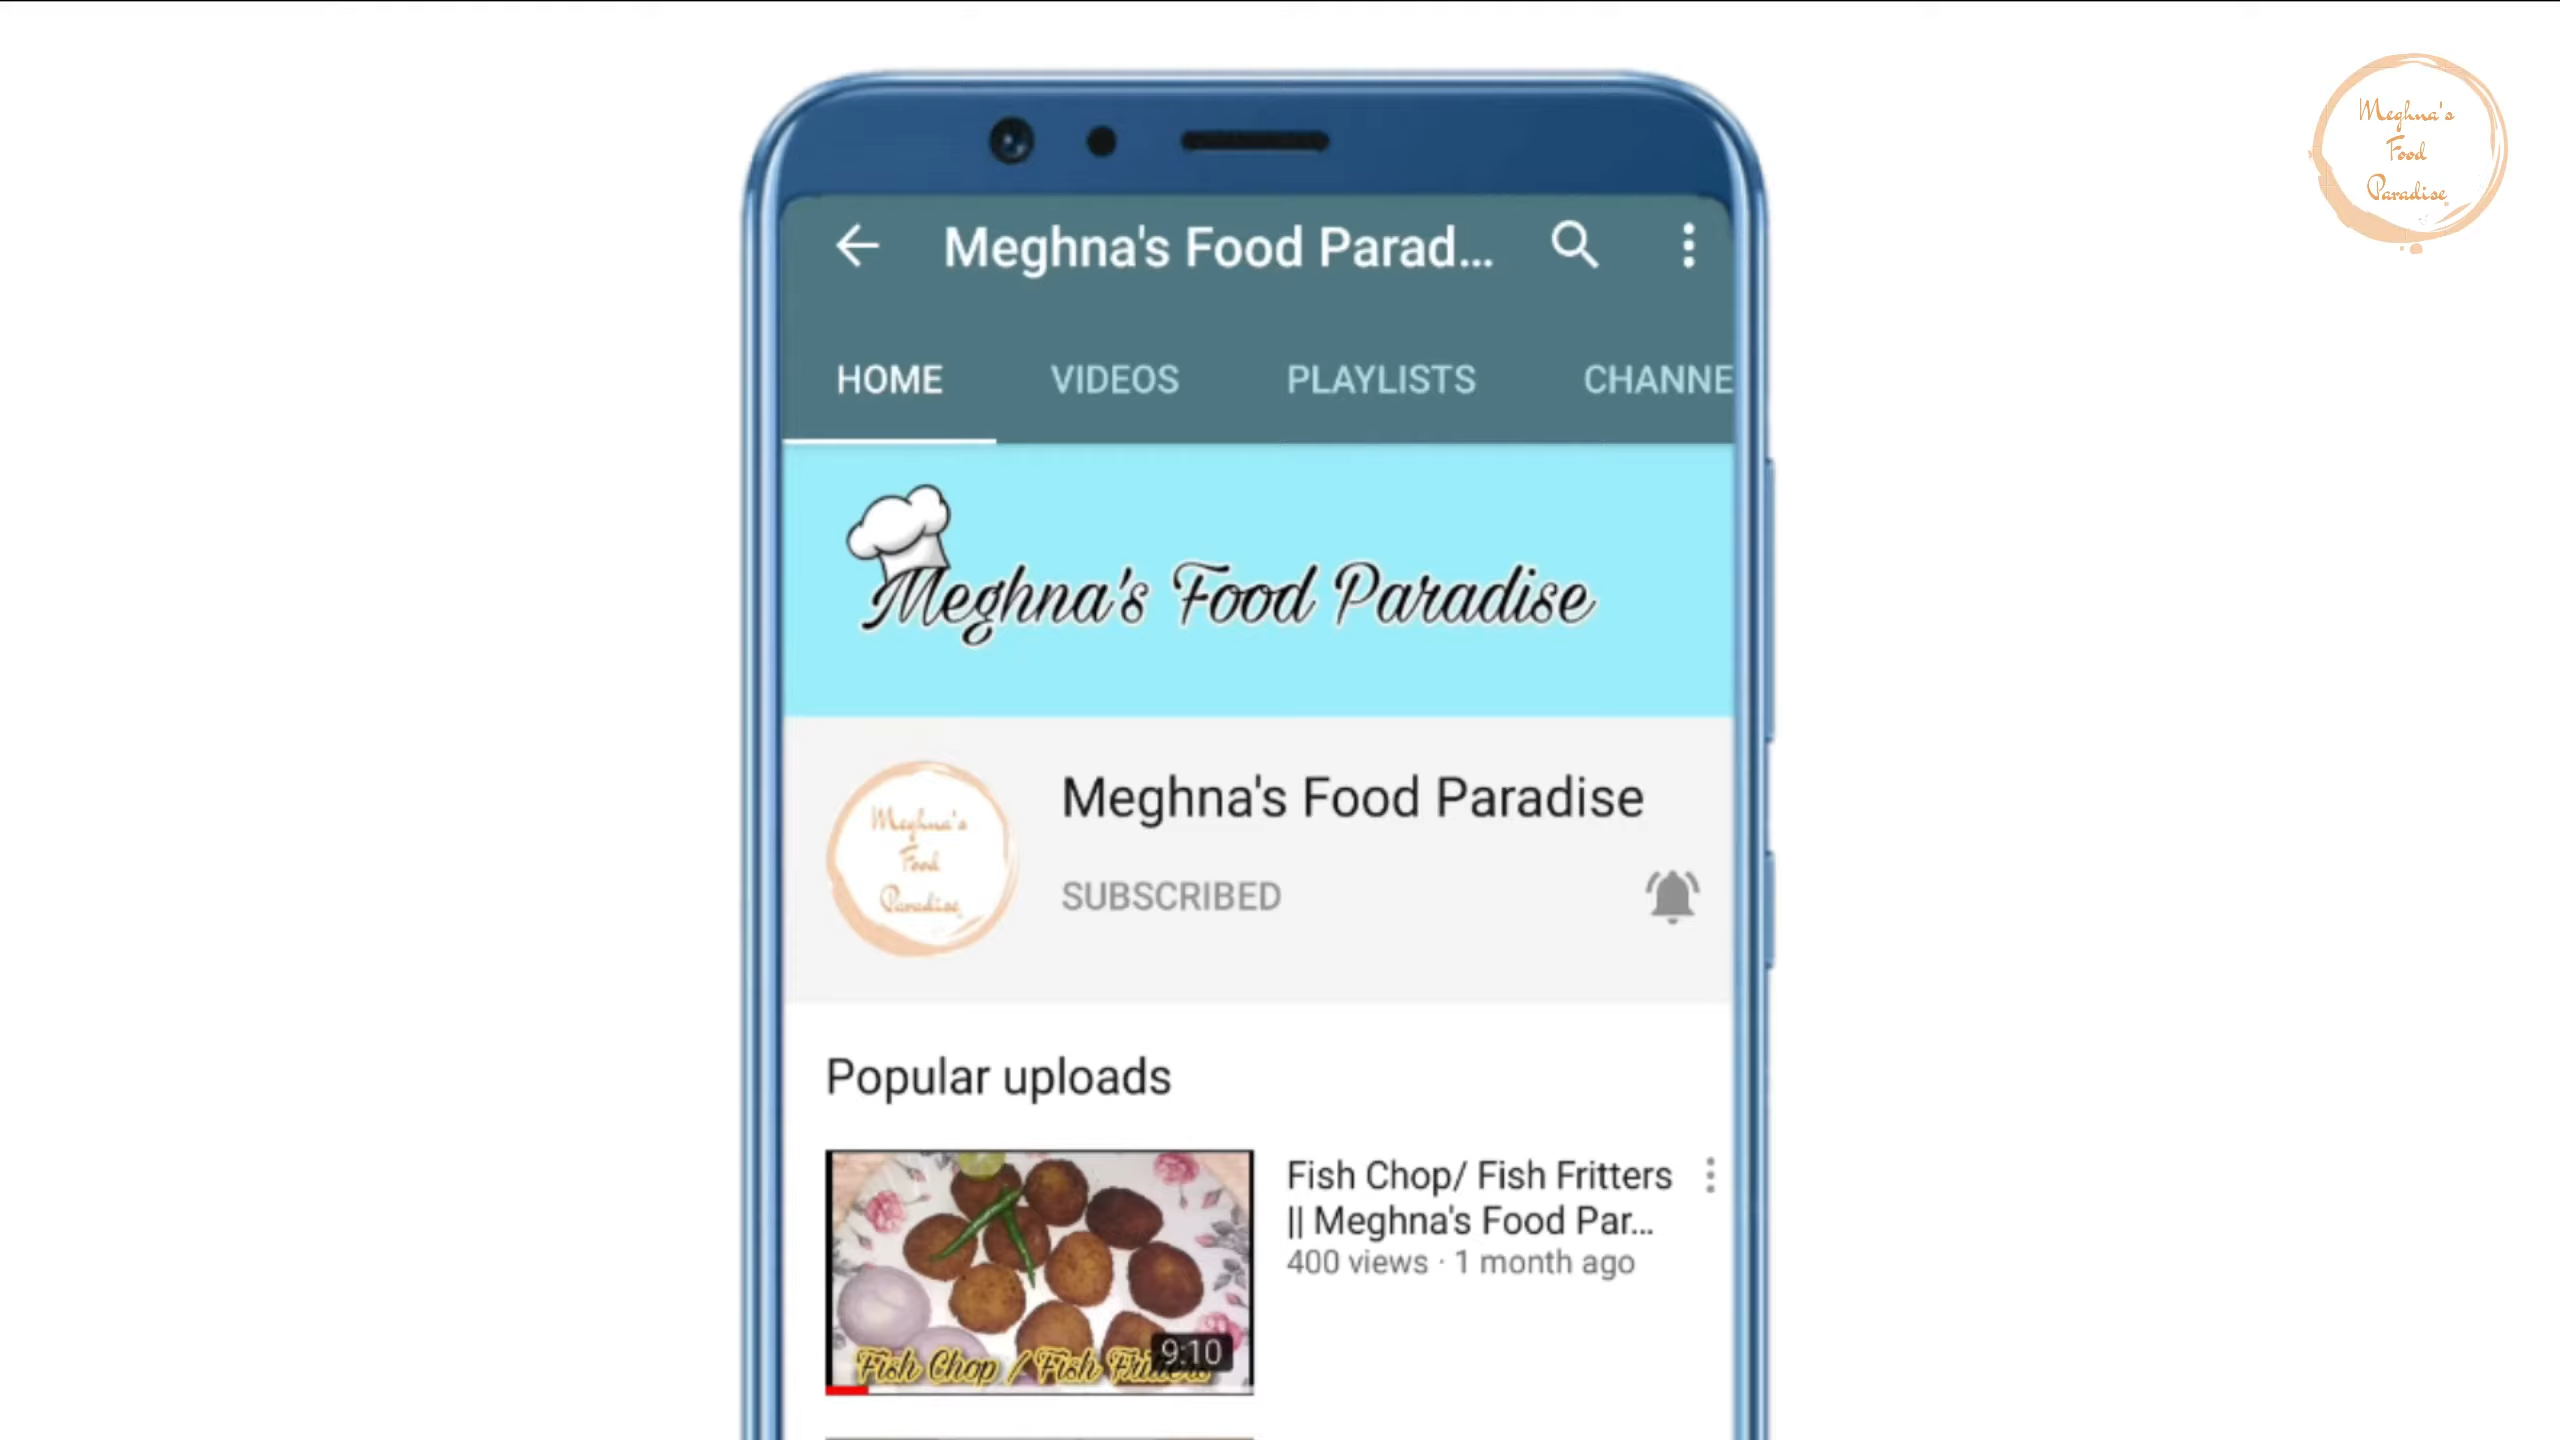 Meghna's
Food
Paradise
Meghna's Food Parad...
HOME VIDEOS PLAYLISTS CHANNE
Meghna's Food Paradise
Meghna's
Food
Paradise
Meghna's Food Paradise
SUBSCRIBED
Popular uploads
Fish Chop/ Fish Fritters
|| Meghna's Food Par...
400 views · 1 month ago
9:10
Fish Chop / Fish Fritters